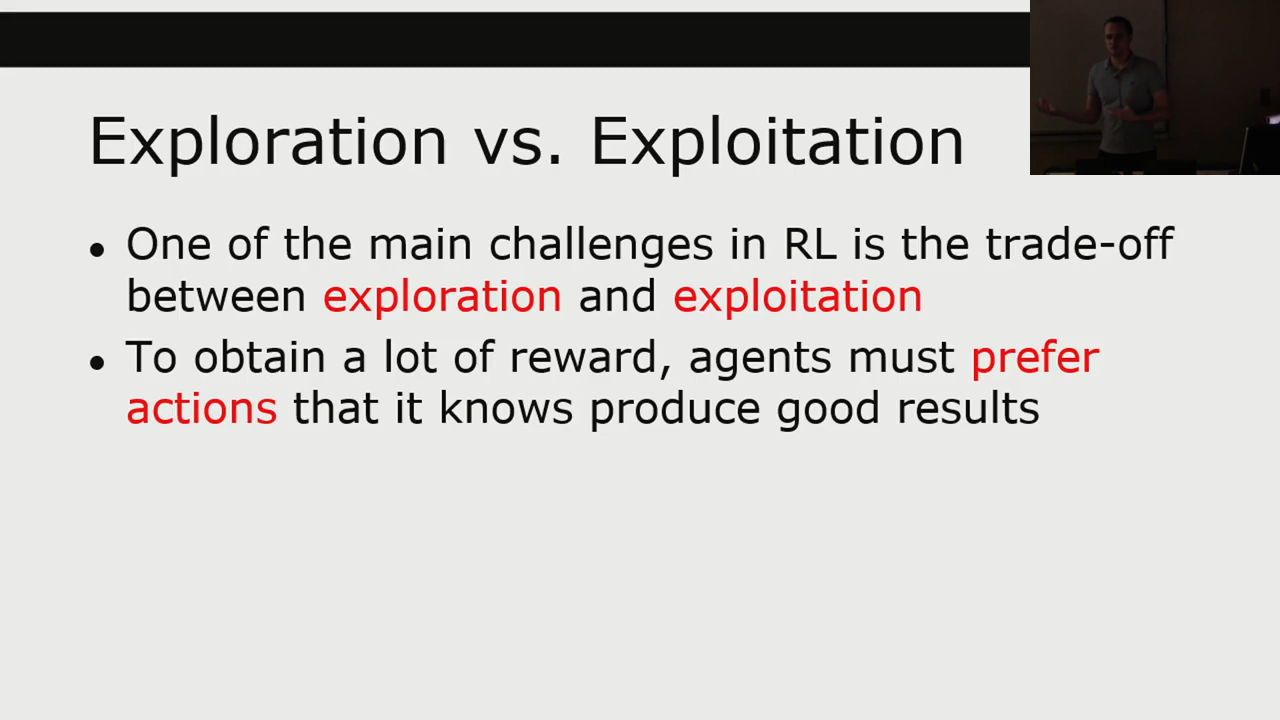 Exploration vs. Exploitation
● One of the main challenges in RL is the trade-off
between exploration and exploitation
● To obtain a lot of reward, agents must prefer
actions that it knows produce good results